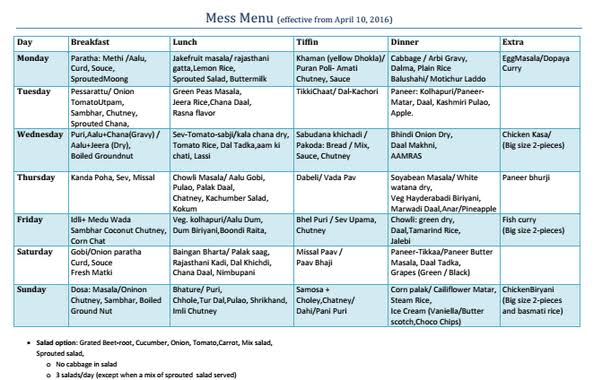 Mess Menu (effective from April 10, 2016)
Day Breakfast Lunch Tiffin Dinner Extra
Monday
Paratha: Methi /Aalu,
Curd, Souce,
SproutedMoong
Jakefruit masala/ rajasthani
gatta,Lemon Rice,
Sprouted Salad, Buttermilk
Khaman (yellow Dhokla)/
Puran Poli- Amati
Chutney, Sauce
Cabbage / Arbi Gravy,
Dalma, Plain Rice
Balushahi/ Motichur Laddo
EggMasala/Dopaya
Curry
Tuesday
Pessarattu/ Onion
TomatoUtpam,
Sambhar, Chutney,
Sprouted Chana,
Green Peas Masala,
Jeera Rice,Chana Daal,
Rasna flavor
TikkiChaat/ Dal-Kachori
Paneer: Kolhapuri/Paneer-
Matar, Daal, Kashmiri Pulao,
Apple.
Wednesday
Puri,Aalu+Chana(Gravy) /
Aalu+Jeera (Dry),
Boiled Groundnut
Sev-Tomato-sabji/kala chana dry,
Tomato Rice, Dal Tadka,aam ki
chati, Lassi
Sabudana khichadi /
Pakoda: Bread / Mix,
Sauce, Chutney
Bhindi Onion Dry,
Daal Makhni,
AAMRAS
Chicken Kasa/
(Big size 2-pieces)
Thursday
Kanda Poha, Sev, Missal
Chowli Masala/ Aalu Gobi,
Pulao, Palak Daal,
Chatney, Kachumber Salad,
Kokum
Dabeli/ Vada Pav
Soyabean Masala/ White
watana dry,
Veg Hayderabadi Biriyani,
Marwadi Daal,Anar/Pineapple
Paneer bhurji
Friday
Idli+ Medu Wada
Sambhar Coconut Chutney,
Corn Chat
Veg. kolhapuri/Aalu Dum,
Dum Biriyani,Boondi Raita,
Bhel Puri / Sev Upama,
Chutney
Chowli: green dry,
Daal,Tamarind Rice,
Jalebi
Fish curry
(Big size 2-pieces)
Saturday
Gobi/Onion paratha
Curd, Souce
Fresh Matki
Baingan Bharta/ Palak saag,
Rajasthani Kadi, Dal Khichdi,
Chana Daal, Nimbupani
Missal Paav /
Paav Bhaji
Paneer-Tikkaa/Paneer Butter
Masala, Daal Tadka,
Grapes (Green / Black)
Sunday
Dosa: Masala/Oninon
Chutney, Sambhar, Boiled
Ground Nut
Bhature/ Puri,
Chhole,Tur Dal,Pulao, Shrikhand,
Imli Chutney
Samosa +
Choley,Chatney/
Dahi/Pani Puri
Corn palak/ Cailiflower Matar,
Steam Rice,
Ice Cream (Vaniella/Butter
scotch,Choco Chips)
ChickenBiryani
(Big size 2-pieces
and basmati rice)
• Salad option: Grated Beet-root, Cucumber, Onion, Tomato,Carrot, Mix salad,
Sprouted salad,
o No cabbage in salad
o 3 salads/day (except when a mix of sprouted salad served)